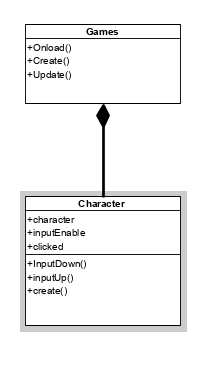 Games
+Onload()
+Create()
+Update()
Character
+character
+inputEnable
+clicked
+InputDown()
+inputUp()
+create()